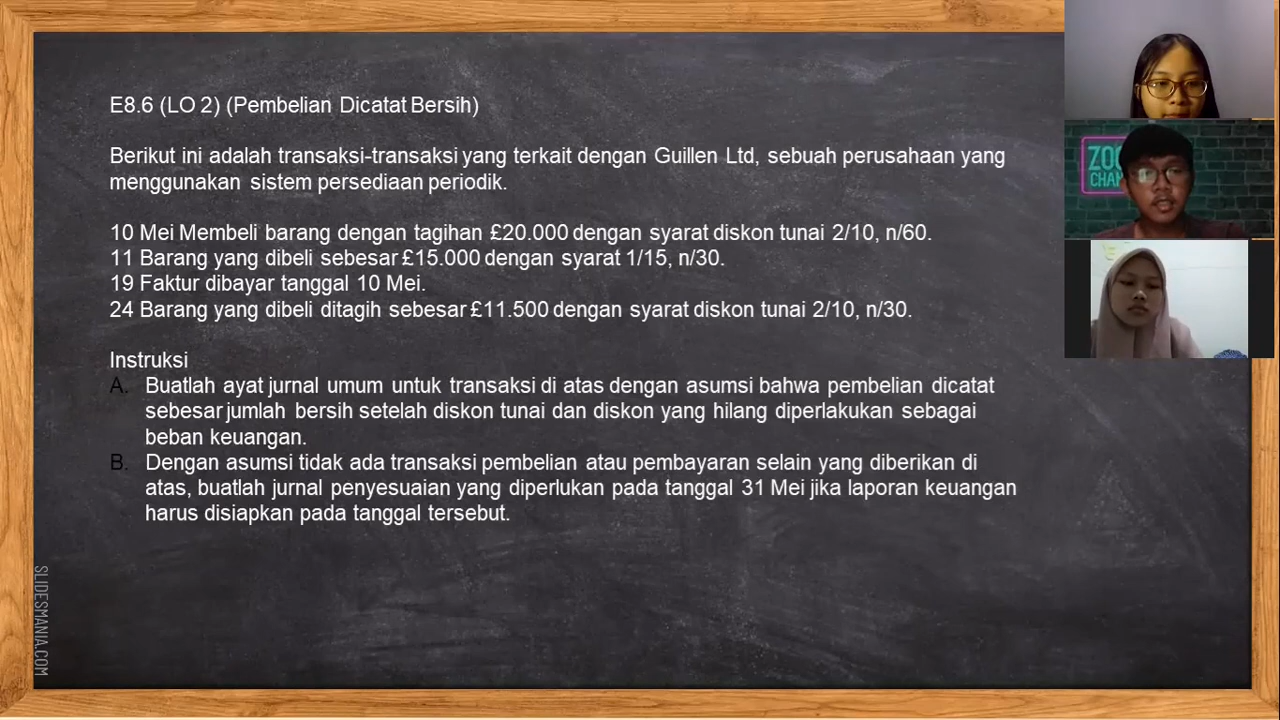 E8.6 (LO 2) (Pembelian Dicatat Bersih)
Berikut ini adalah transaksi-transaksi yang terkait dengan Guillen Ltd, sebuah perusahaan yang
menggunakan sistem persediaan periodik.
10 Mei Membeli barang dengan tagihan £20.000 dengan syarat diskon tunai 2/10, n/60.
11 Barang yang dibeli sebesar £15.000 dengan syarat 1/15, n/30.
19 Faktur dibayar tanggal 10 Mei.
24 Barang yang dibeli ditagih sebesar £11.500 dengan syarat diskon tunai 2/10, n/30.
Instruksi
A. Buatlah ayat jurnal umum untuk transaksi di atas dengan asumsi bahwa pembelian dicatat
sebesar jumlah bersih setelah diskon tunai dan diskon yang hilang diperlakukan sebagai
beban keuangan.
B. Dengan asumsi tidak ada transaksi pembelian atau pembayaran selain yang diberikan di
atas, buatlah jurnal penyesuaian yang diperlukan pada tanggal 31 Mei jika laporan keuangan
harus disiapkan pada tanggal tersebut.
SLIDESMANIA.COM